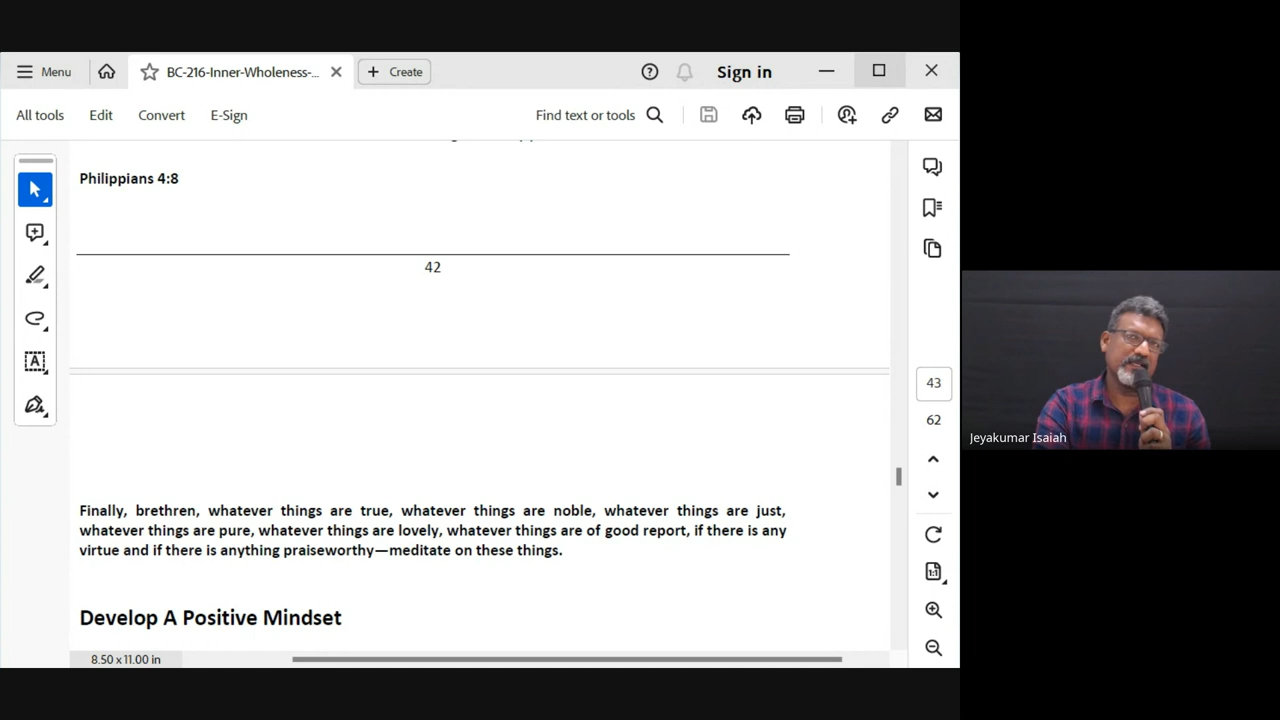 Menu
BC-216-Inner-Wholeness-...
Create
Sign in
All tools
Edit
Convert
E-Sign
Find text or tools
Philippians 4:8
42
Finally, brethren, whatever things are true, whatever things are noble, whatever things are just,
whatever things are pure, whatever things are lovely, whatever things are of good report, if there is any
virtue and if there is anything praiseworthy—meditate on these things.
Develop A Positive Mindset
8.50 x 11.00 in
43
62
1:1
Jeyakumar Isaiah